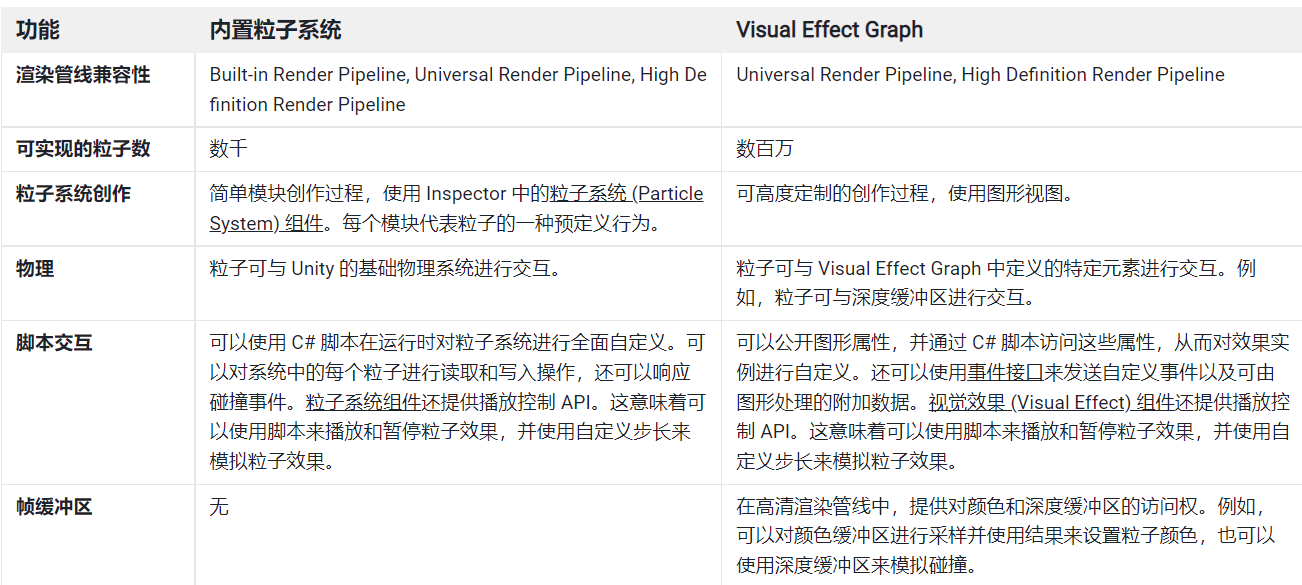 功能
内置粒子系统
Visual Effect Graph
渲染管线兼容性
Built-in Render Pipeline, Universal Render Pipeline, High De
finition Render Pipeline
Universal Render Pipeline, High Definition Render Pipeline
可实现的粒子数
数千
数百万
粒子系统创作
简单模块创作过程，使用 Inspector 中的粒子系统 (Particle
System) 组件。每个模块代表粒子的一种预定义行为。
可高度定制的创作过程，使用图形视图。
物理
粒子可与 Unity 的基础物理系统进行交互。
粒子可与 Visual Effect Graph 中定义的特定元素进行交互。例
如，粒子可与深度缓冲区进行交互。
脚本交互
可以使用 C# 脚本在运行时对粒子系统进行全面自定义。可
以对系统中的每个粒子进行读取和写入操作，还可以响应
碰撞事件。粒子系统组件还提供播放控制 API。这意味着可
以使用脚本来播放和暂停粒子效果，并使用自定义步长来
模拟粒子效果。
可以公开图形属性，并通过 C# 脚本访问这些属性，从而对效果实
例进行自定义。还可以使用事件接口来发送自定义事件以及可由
图形处理的附加数据。视觉效果 (Visual Effect) 组件还提供播放控
制 API。这意味着可以使用脚本来播放和暂停粒子效果，并使用自
定义步长来模拟粒子效果。
帧缓冲区
无
在高清渲染管线中，提供对颜色和深度缓冲区的访问权。例如，
可以对颜色缓冲区进行采样并使用结果来设置粒子颜色，也可以
使用深度缓冲区来模拟碰撞。